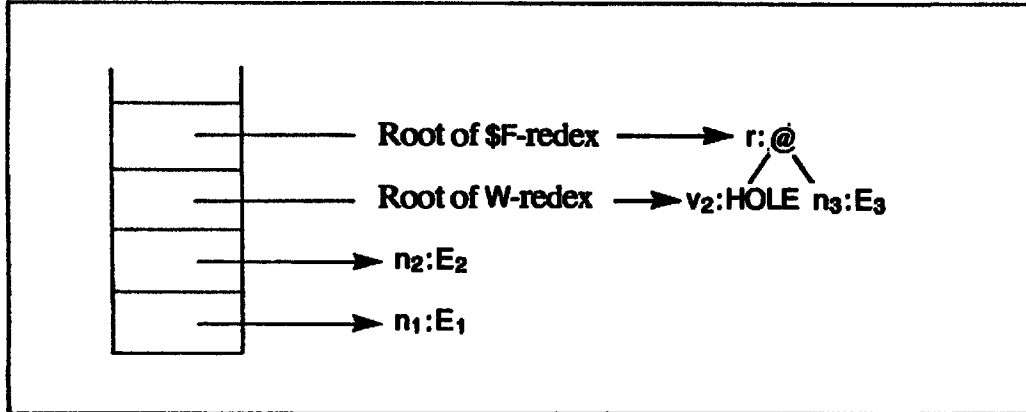 Root of $F-redex r:@
Root of W-redex v₂:HOLE n₃:E₃
n₂:E₂
n₁:E₁